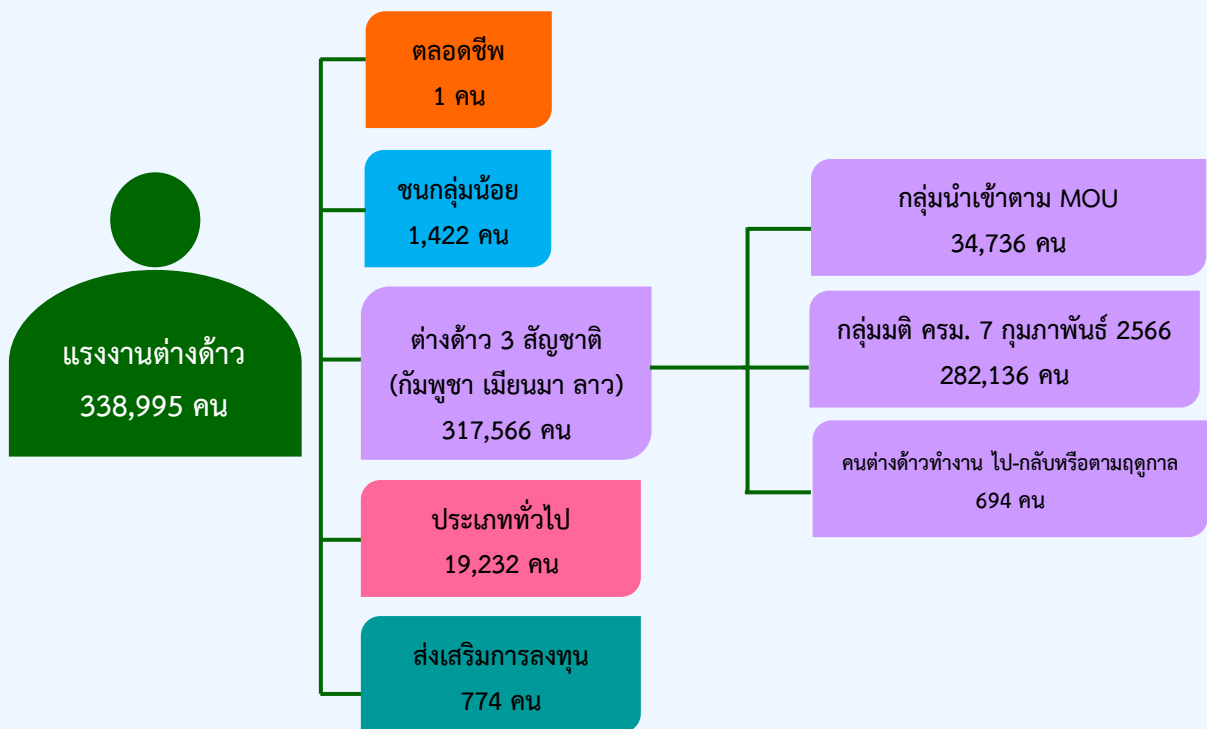 แรงงานต่างด้าว
338,995 คน
ตลอดชีพ
1 คน
ชนกลุ่มน้อย
1,422 คน
ต่างด้าว 3 สัญชาติ
(กัมพูชา เมียนมา ลาว)
317,566 คน
ประเภททั่วไป
19,232 คน
ส่งเสริมการลงทุน
774 คน
กลุ่มนำเข้าตาม MOU
34,736 คน
กลุ่มมติ ครม. 7 กุมภาพันธ์ 2566
282,136 คน
คนต่างด้าวทำงาน ไป-กลับหรือตามฤดูกาล
694 คน